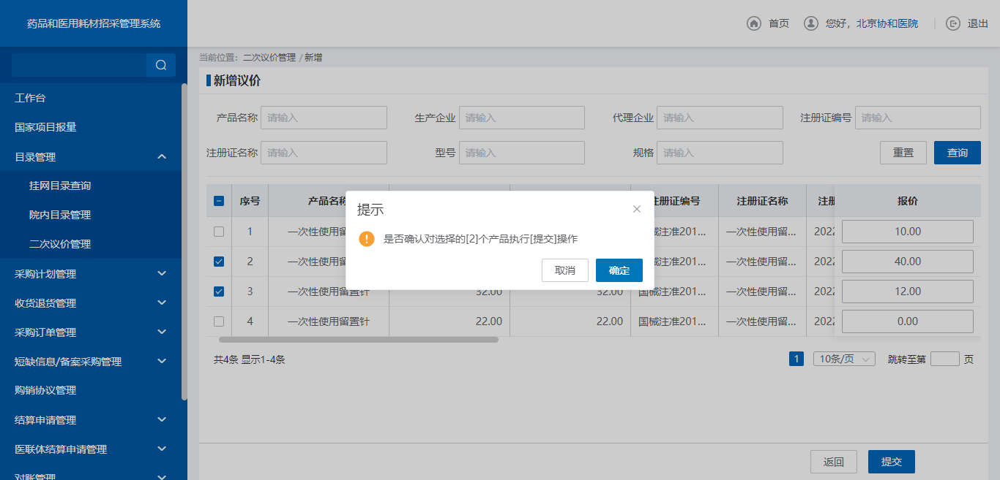 药品和医用耗材招采管理系统
首页
您好，北京协和医院
退出
工作台
国家项目报量
目录管理
挂网目录查询
院内目录管理
二次议价管理
采购计划管理
收货退货管理
采购订单管理
短缺信息/备案采购管理
购销协议管理
结算申请管理
医联体结算申请管理
对账管理
当前位置：二次议价管理 / 新增
新增议价
产品名称 请输入 生产企业 请输入 代理企业 请输入 注册证编号 请输入
注册证名称 请输入 型号 请输入 规格 请输入 重置 查询
序号 产品名称 注册证编号 注册证名称 注册 报价
1 一次性使用留 械注准201... 一次性使用留... 2022 10.00
2 一次性使用留 械注准201... 一次性使用留... 2022 40.00
3 一次性使用留置针 32.00 32.00 国械注准201... 一次性使用留... 2022 12.00
4 一次性使用留置针 22.00 22.00 国械注准201... 一次性使用留... 2022 0.00
共4条 显示1-4条 1 10条/页 跳转至第 页
提示
是否确认对选择的[2]个产品执行[提交]操作
取消 确定
返回 提交